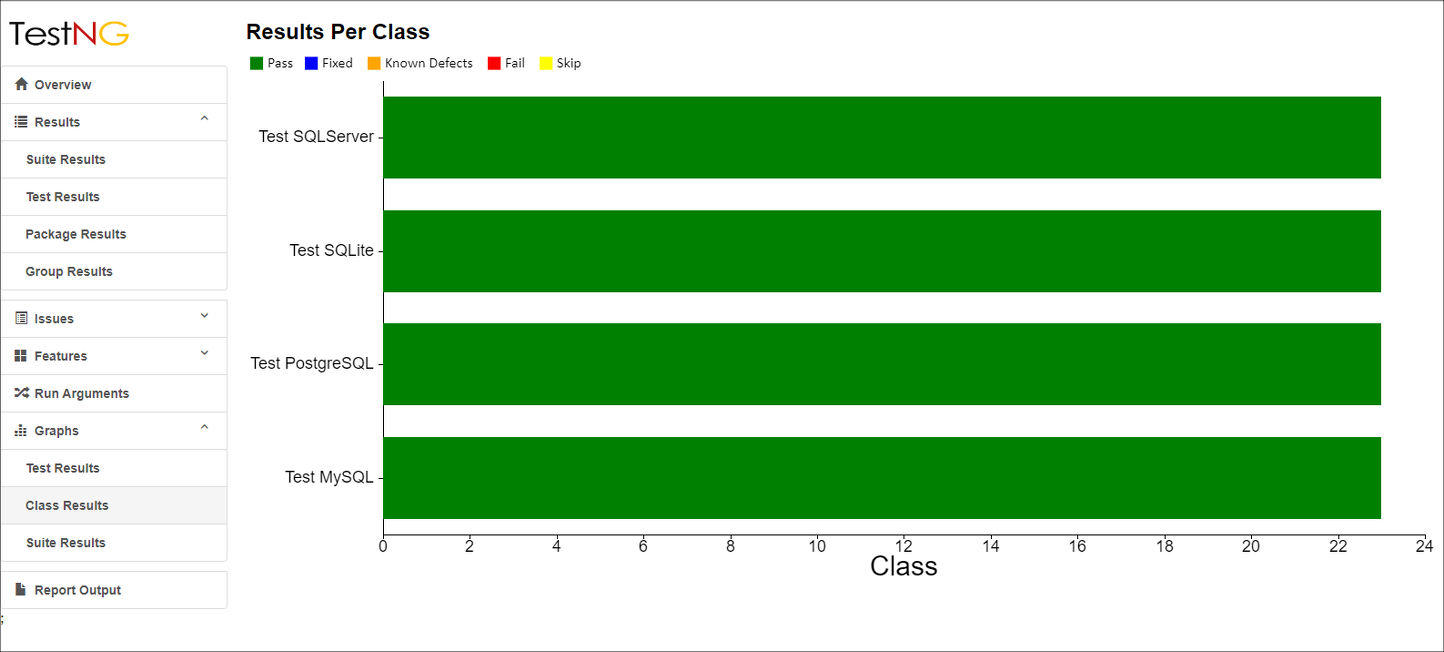 TestNG
Overview
Results
Suite Results
Test Results
Package Results
Group Results
Issues
Features
Run Arguments
Graphs
Test Results
Class Results
Suite Results
Report Output
;
Results Per Class
Pass Fixed Known Defects Fail Skip
Test SQLServer
Test SQLite
Test PostgreSQL
Test MySQL
0 2 4 6 8 10 12 14 16 18 20 22 24
Class